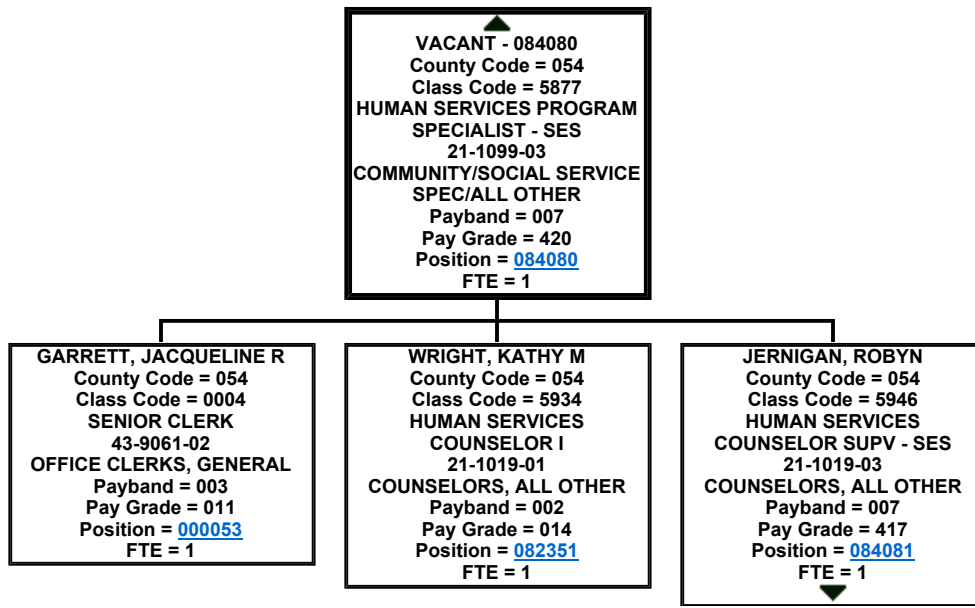 VACANT - 084080
County Code = 054
Class Code = 5877
HUMAN SERVICES PROGRAM
SPECIALIST - SES
21-1099-03
COMMUNITY/SOCIAL SERVICE
SPEC/ALL OTHER
Payband = 007
Pay Grade = 420
Position = 084080
FTE = 1
GARRETT, JACQUELINE R
County Code = 054
Class Code = 0004
SENIOR CLERK
43-9061-02
OFFICE CLERKS, GENERAL
Payband = 003
Pay Grade = 011
Position = 000053
FTE = 1
WRIGHT, KATHY M
County Code = 054
Class Code = 5934
HUMAN SERVICES
COUNSELOR I
21-1019-01
COUNSELORS, ALL OTHER
Payband = 002
Pay Grade = 014
Position = 082351
FTE = 1
JERNIGAN, ROBYN
County Code = 054
Class Code = 5946
HUMAN SERVICES
COUNSELOR SUPV - SES
21-1019-03
COUNSELORS, ALL OTHER
Payband = 007
Pay Grade = 417
Position = 084081
FTE = 1